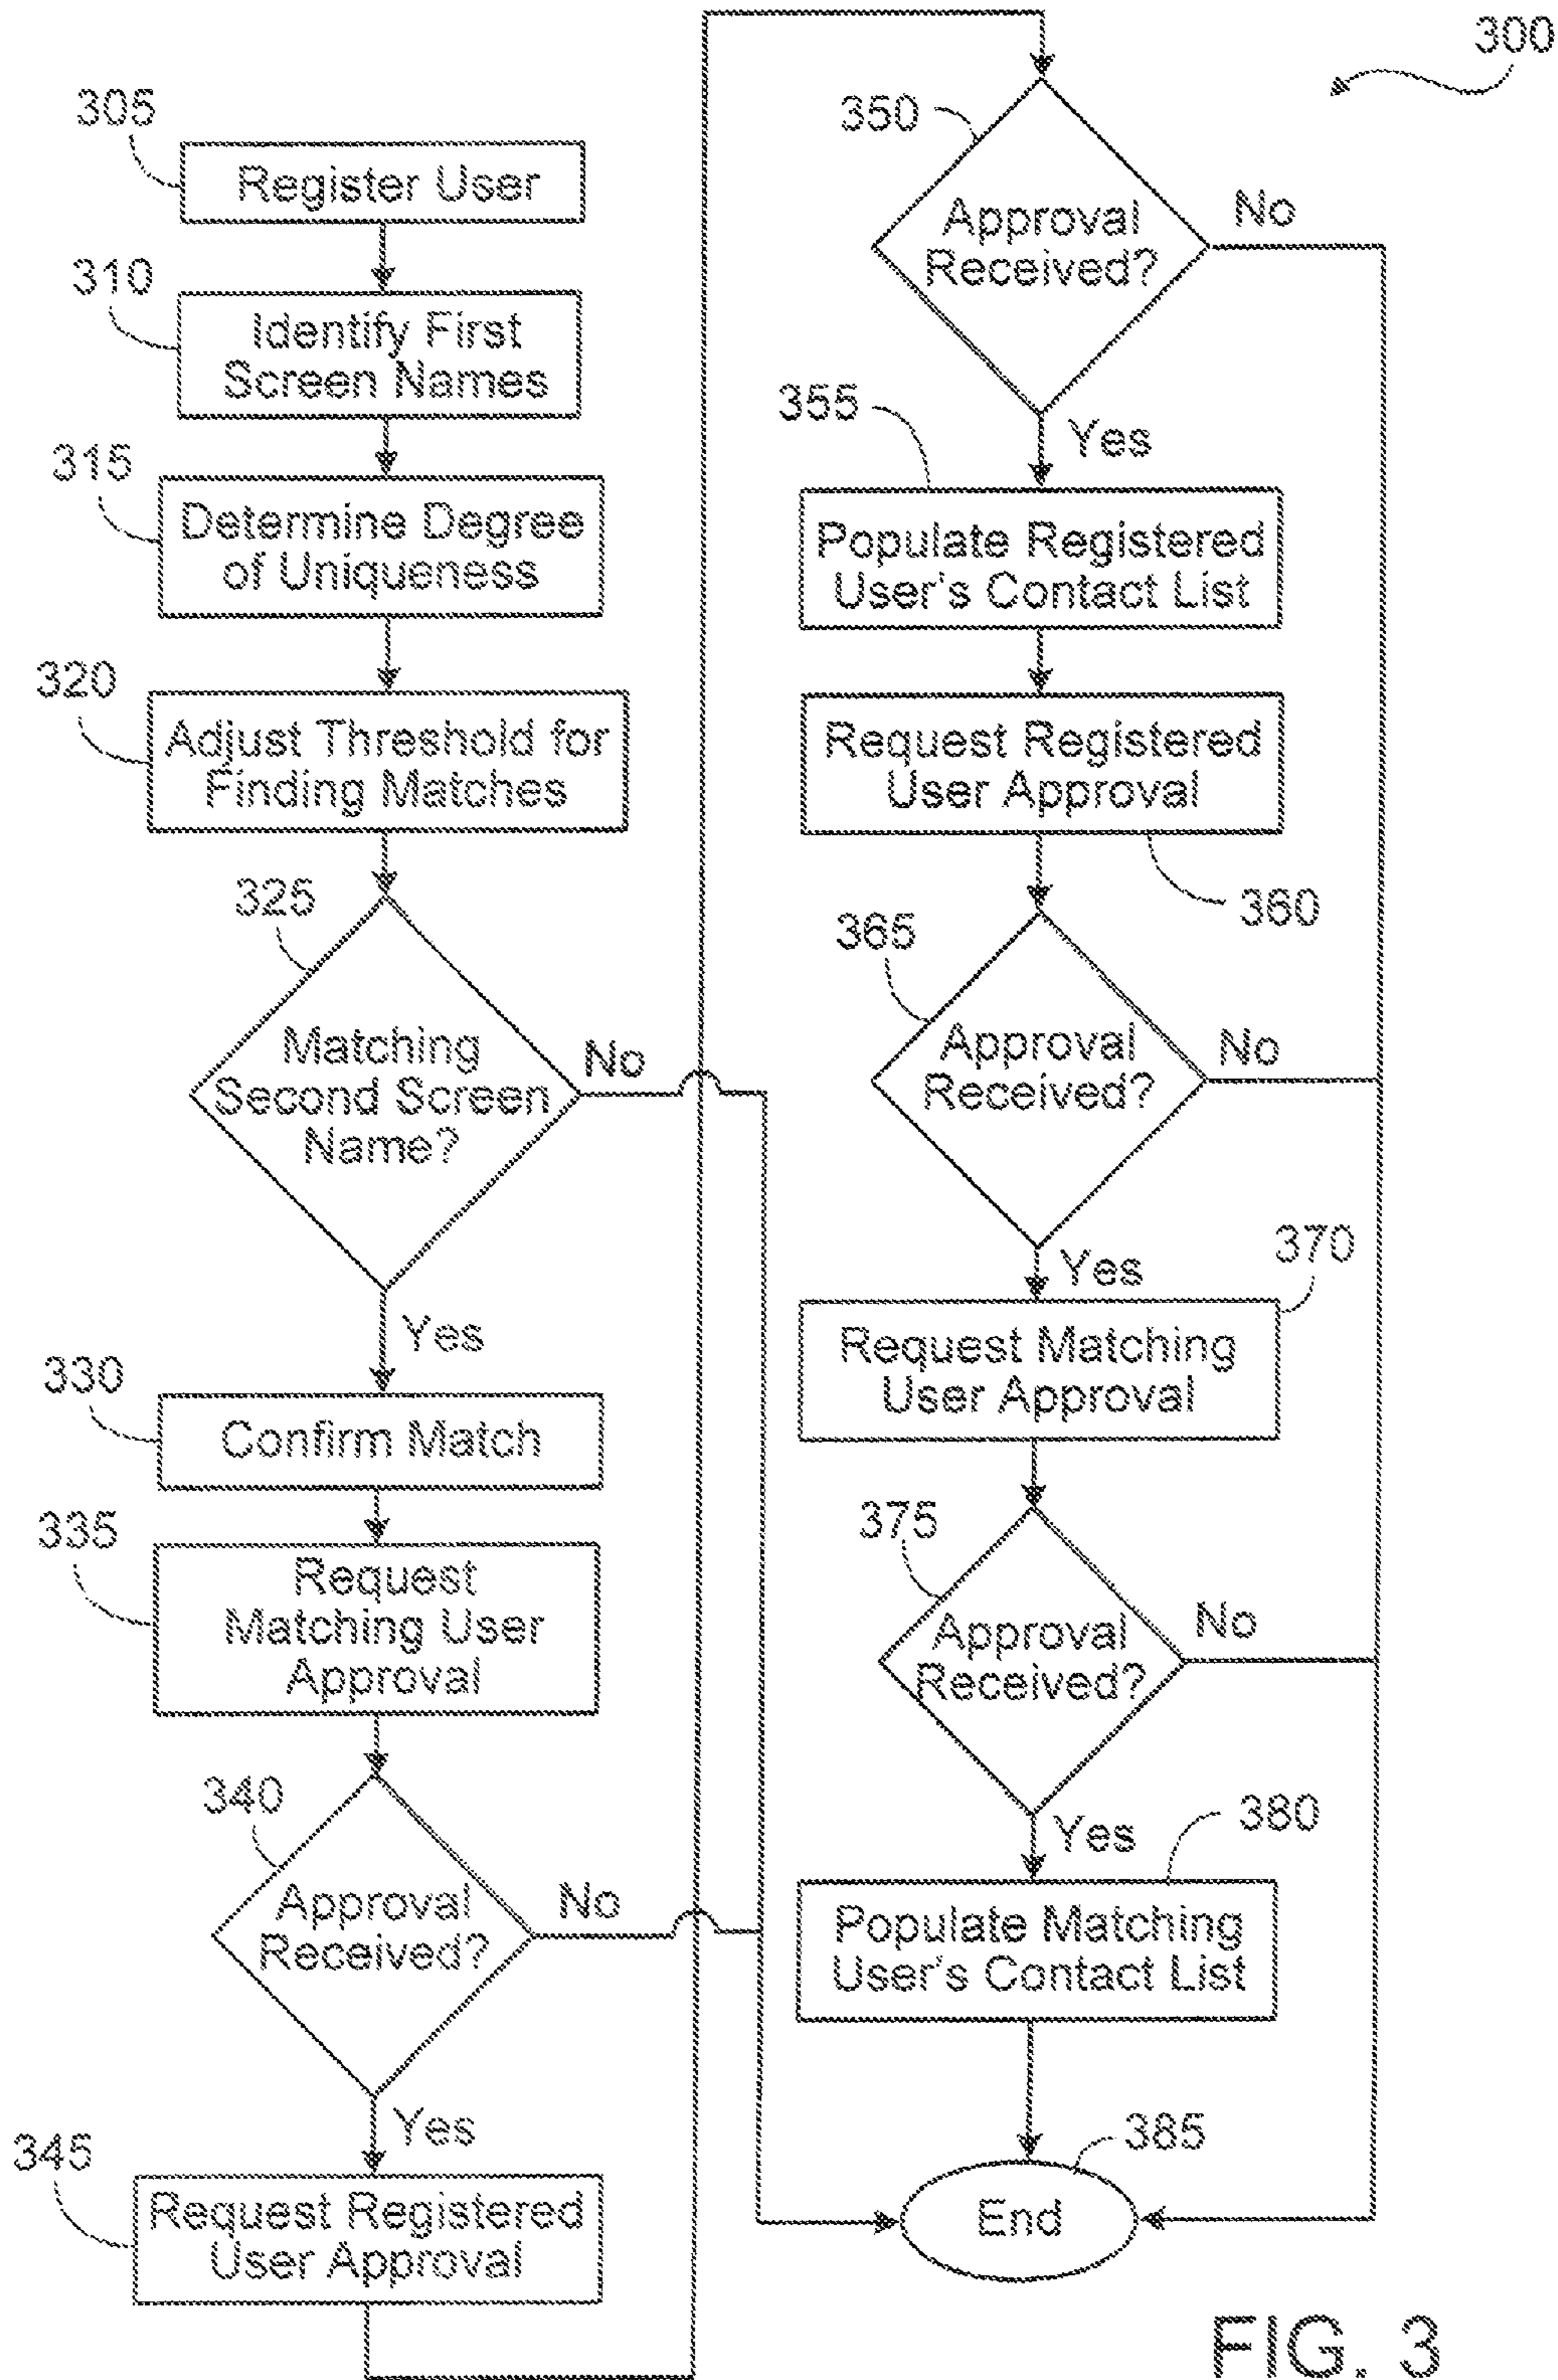 300
305
Register User
310
Identify First
Screen Names
315
Determine Degree
of Uniqueness
320
Adjust Threshold for
Finding Matches
325
Matching
Second Screen
Name?
No
Yes
330
Confirm Match
335
Request
Matching User
Approval
340
Approval
Received?
No
Yes
345
Request Registered
User Approval
350
Approval
Received?
No
Yes
355
Populate Registered
User's Contact List
Request Registered
User Approval
360
365
Approval
Received?
No
Yes
370
Request Matching
User Approval
375
Approval
Received?
No
Yes
380
Populate Matching
User's Contact List
385
End
FIG. 3